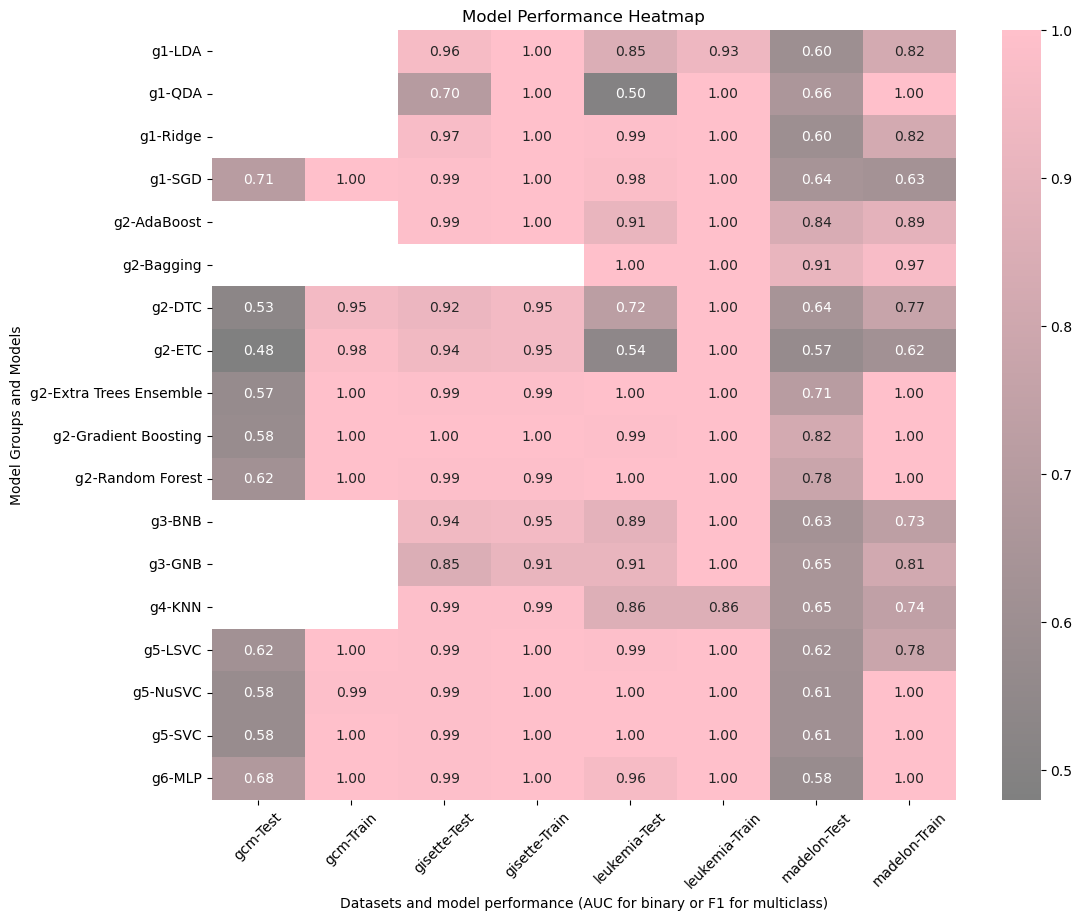 Model Performance Heatmap
Model Groups and Models
g1-LDA 0.96 1.00 0.85 0.93 0.60 0.82
g1-QDA 0.70 1.00 0.50 1.00 0.66 1.00
g1-Ridge 0.97 1.00 0.99 1.00 0.60 0.82
g1-SGD 0.71 1.00 0.99 1.00 0.98 1.00 0.64 0.63
g2-AdaBoost 0.99 1.00 0.91 1.00 0.84 0.89
g2-Bagging 1.00 1.00 0.91 0.97
g2-DTC 0.53 0.95 0.92 0.95 0.72 1.00 0.64 0.77
g2-ETC 0.48 0.98 0.94 0.95 0.54 1.00 0.57 0.62
g2-Extra Trees Ensemble 0.57 1.00 0.99 0.99 1.00 1.00 0.71 1.00
g2-Gradient Boosting 0.58 1.00 1.00 1.00 0.99 1.00 0.82 1.00
g2-Random Forest 0.62 1.00 0.99 0.99 1.00 1.00 0.78 1.00
g3-BNB 0.94 0.95 0.89 1.00 0.63 0.73
g3-GNB 0.85 0.91 0.91 1.00 0.65 0.81
g4-KNN 0.99 0.99 0.86 0.86 0.65 0.74
g5-LSVC 0.62 1.00 0.99 1.00 0.99 1.00 0.62 0.78
g5-NuSVC 0.58 0.99 0.99 1.00 1.00 1.00 0.61 1.00
g5-SVC 0.58 1.00 0.99 1.00 1.00 1.00 0.61 1.00
g6-MLP 0.68 1.00 0.99 1.00 0.96 1.00 0.58 1.00
gcm-Test gcm-Train gisette-Test gisette-Train leukemia-Test leukemia-Train madelon-Test madelon-Train
Datasets and model performance (AUC for binary or F1 for multiclass)
1.0
0.9
0.8
0.7
0.6
0.5